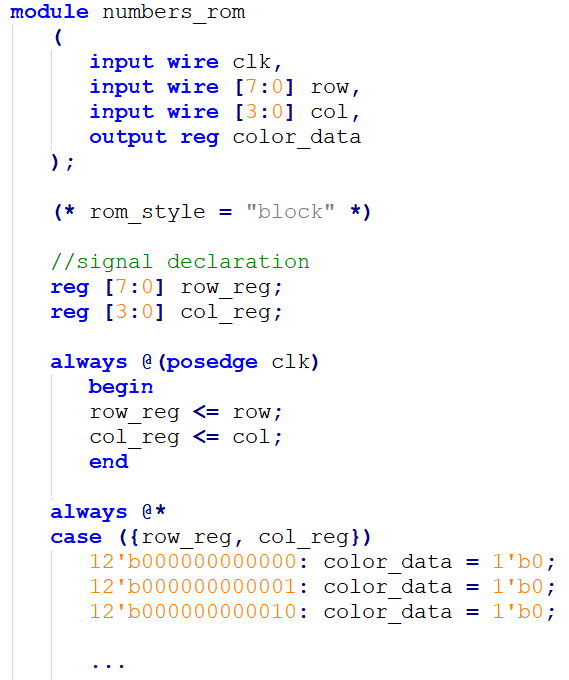 module numbers_rom
(
input wire clk,
input wire [7:0] row,
input wire [3:0] col,
output reg color_data
);
(* rom_style = "block" *)
//signal declaration
reg [7:0] row_reg;
reg [3:0] col_reg;
always @(posedge clk)
begin
row_reg <= row;
col_reg <= col;
end
always @*
case ({row_reg, col_reg})
12'b000000000000: color_data = 1'b0;
12'b000000000001: color_data = 1'b0;
12'b000000000010: color_data = 1'b0;
...